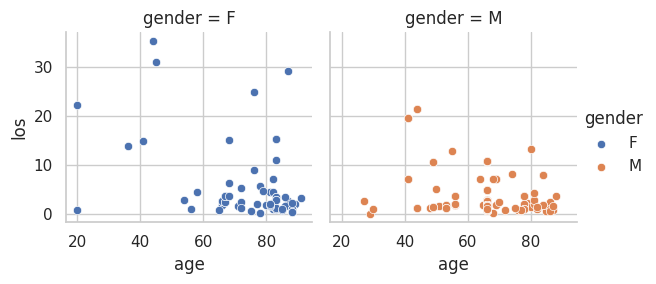 gender = F
gender = M
30
20
10
0
los
20
40
60
80
age
20
40
60
80
age
gender
F
M